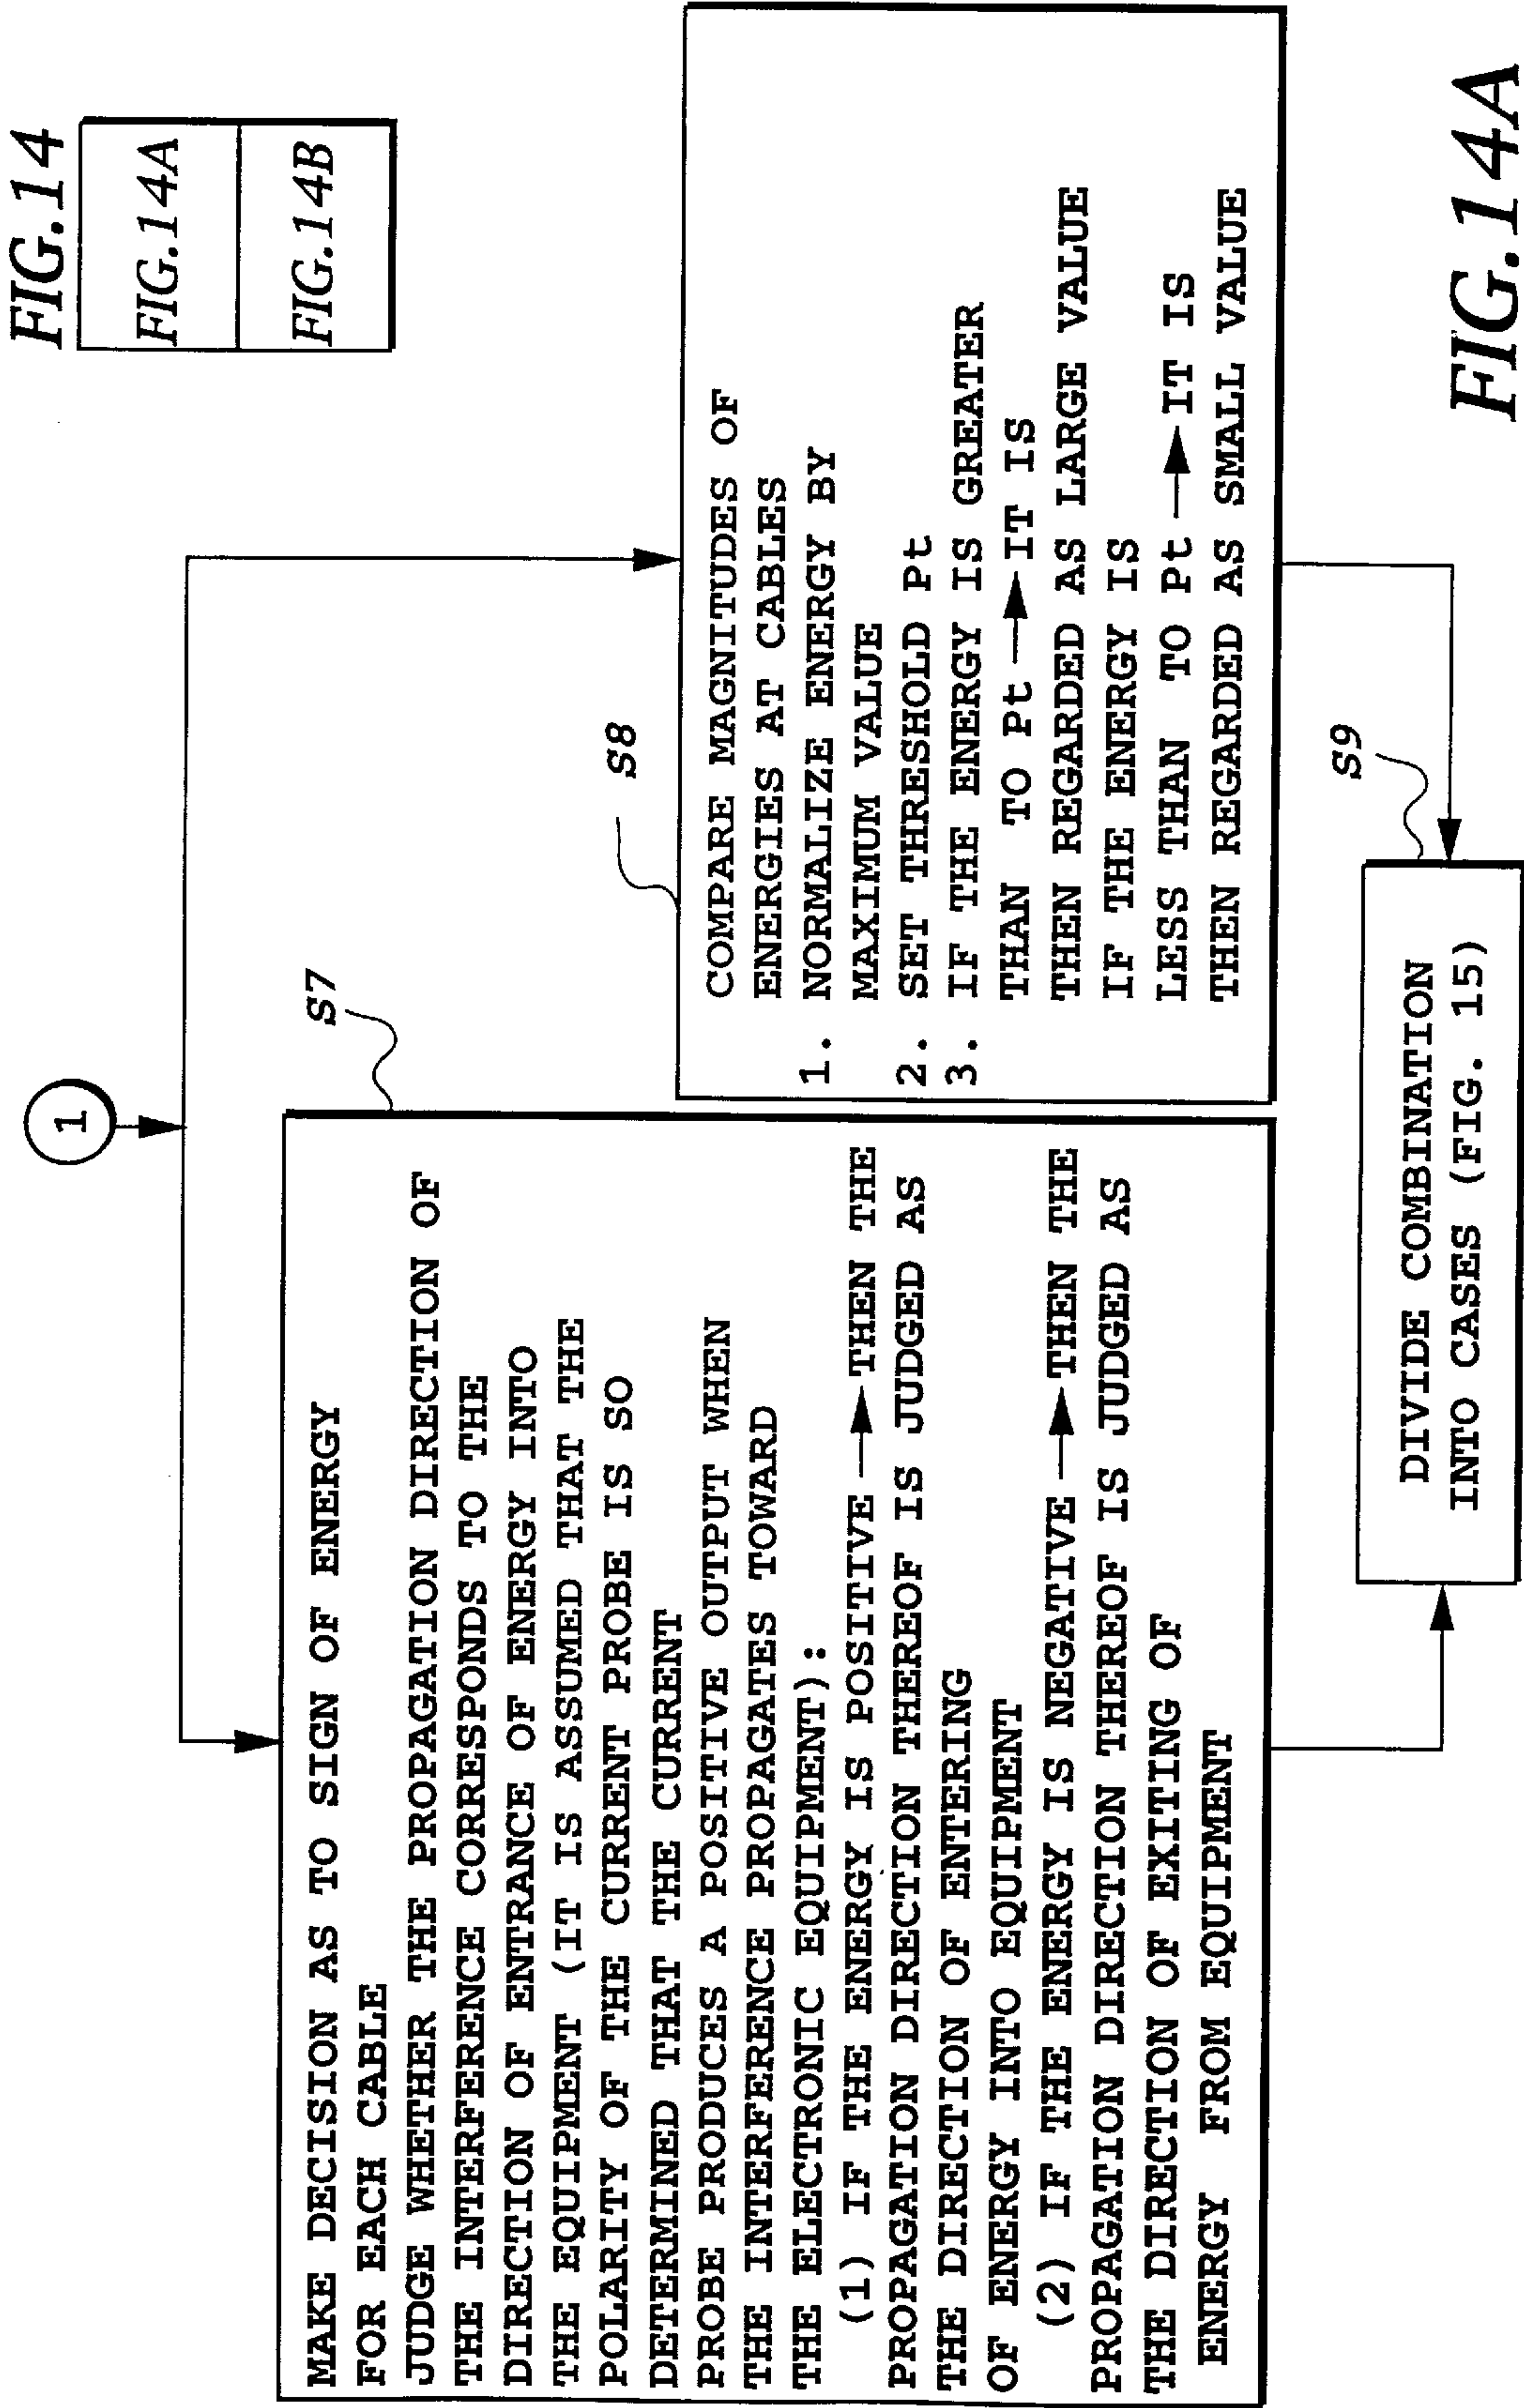 FIG.14
FIG.14A
FIG.14B
1
S7
MAKE DECISION AS TO SIGN OF ENERGY
FOR EACH CABLE
JUDGE WHETHER THE PROPAGATION DIRECTION OF
THE INTERFERENCE CORRESPONDS TO THE
DIRECTION OF ENTRANCE OF ENERGY INTO
THE EQUIPMENT (IT IS ASSUMED THAT THE
POLARITY OF THE CURRENT PROBE IS SO
DETERMINED THAT THE CURRENT
PROBE PRODUCES A POSITIVE OUTPUT WHEN
THE INTERFERENCE PROPAGATES TOWARD
THE ELECTRONIC EQUIPMENT):
(1) IF THE ENERGY IS POSITIVE → THEN THE
PROPAGATION DIRECTION THEREOF IS JUDGED AS
THE DIRECTION OF ENTERING
OF ENERGY INTO EQUIPMENT
(2) IF THE ENERGY IS NEGATIVE → THEN THE
PROPAGATION DIRECTION THEREOF IS JUDGED AS
THE DIRECTION OF EXITING OF
ENERGY FROM EQUIPMENT
S8
COMPARE MAGNITUDES OF
ENERGIES AT CABLES
1. NORMALIZE ENERGY BY
MAXIMUM VALUE
2. SET THRESHOLD Pt
3. IF THE ENERGY IS GREATER
THAN TO Pt → IT IS
THEN REGARDED AS LARGE VALUE
IF THE ENERGY IS
LESS THAN TO Pt → IT IS
THEN REGARDED AS SMALL VALUE
S9
DIVIDE COMBINATION
INTO CASES (FIG. 15)
FIG.14A